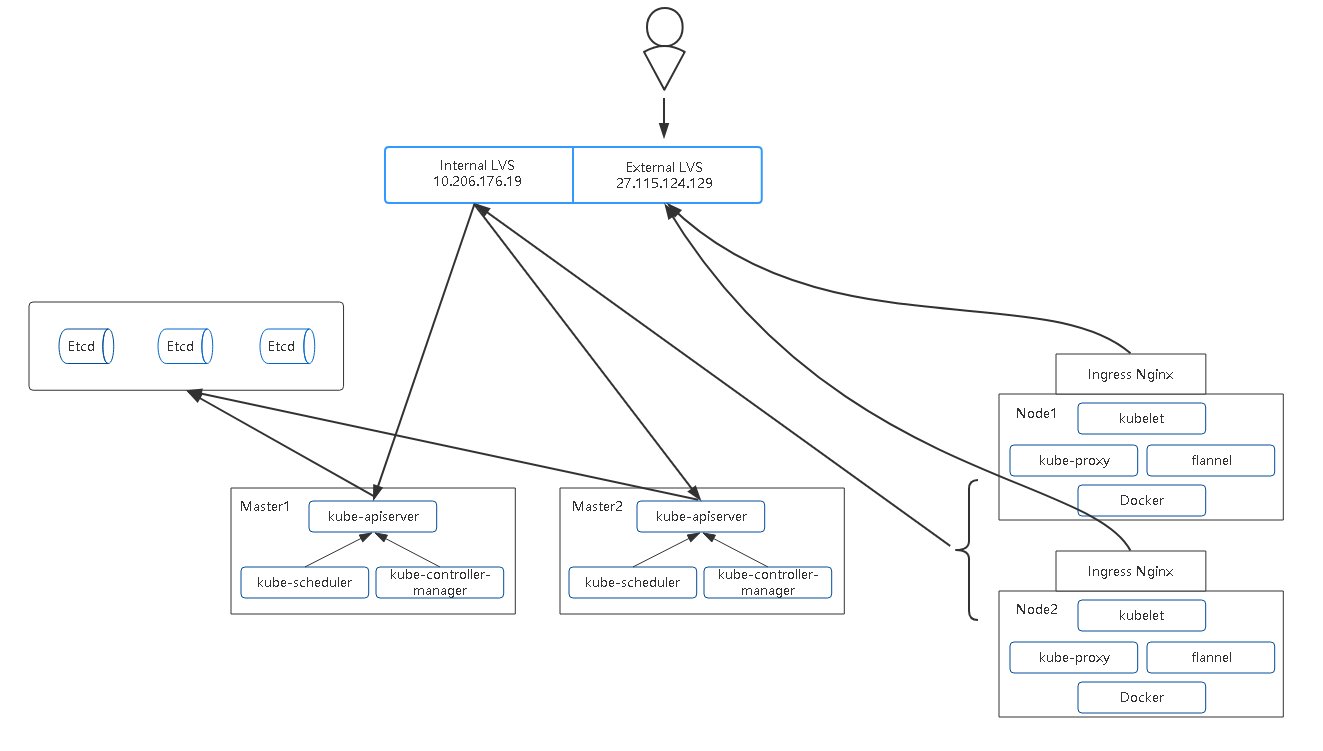 Internal LVS
10.206.176.19
External LVS
27.115.124.129
Etcd
Etcd
Etcd
Ingress Nginx
Node1
kubelet
kube-proxy
flannel
Docker
Master1
kube-apiserver
kube-scheduler
kube-controller-
manager
Master2
kube-apiserver
kube-scheduler
kube-controller-
manager
Ingress Nginx
Node2
kubelet
kube-proxy
flannel
Docker